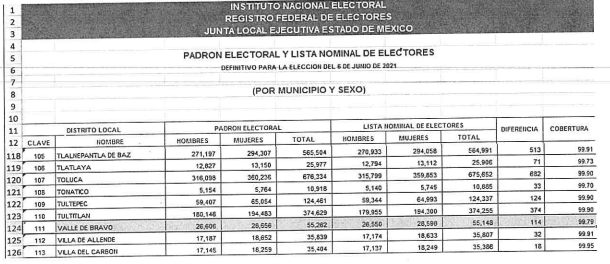 INSTITUTO NACIONAL ELECTORAL
REGISTRO FEDERAL DE ELECTORES
JUNTA LOCAL EJECUTIVA ESTADO DE MEXICO
PADRON ELECTORAL Y LISTA NOMINAL DE ELECTORES
DEFINITIVO PARA LA ELECCIÓN DEL 6 DE JUNIO DE 2021
(POR MUNICIPIO Y SEXO)
1
2
3
4
5
6
7
8
9
10
11 DISTRITO LOCAL PADRON ELECTORAL LISTA NOMINAL DE ELECTORES DIFERENCIA COBERTURA
12 CLAVE NOMBRE HOMBRES MUJERES TOTAL HOMBRES MUJERES TOTAL
118 105 TLALNEPANTLA DE BAZ 271,197 294,307 565,504 270,933 294,058 564,991 513 99.91
119 106 TLATLAYA 12,827 13,150 25,977 12,794 13,112 25,906 71 99.73
120 107 TOLUCA 316,098 360,236 676,334 315,799 359,853 675,652 682 99.90
121 108 TONATICO 5,154 5,764 10,918 5,140 5,745 10,885 33 99.70
122 109 TULTEPEC 59,407 65,054 124,461 59,344 64,993 124,337 124 99.90
123 110 TULTITLAN 180,146 194,483 374,629 179,955 194,300 374,255 374 99.90
124 111 VALLE DE BRAVO 26,606 28,656 55,262 26,550 28,598 55,148 114 99.79
125 112 VILLA DE ALLENDE 17,187 18,652 35,839 17,174 18,633 35,807 32 99.91
126 113 VILLA DEL CARBON 17,145 18,259 35,404 17,137 18,249 35,386 18 99.95